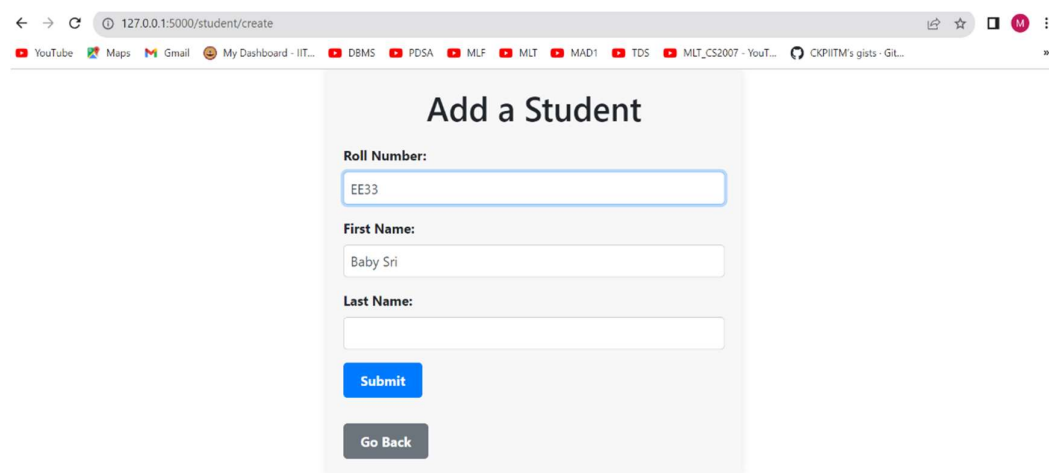 127.0.0.1:5000/student/create
M
YouTube Maps Gmail My Dashboard - IIT... DBMS PDSA MLF MLT MAD1 TDS MLT_CS2007 - YouT... CKPIITM's gists · Git... »
Add a Student
Roll Number:
EE33
First Name:
Baby Sri
Last Name:
Submit
Go Back